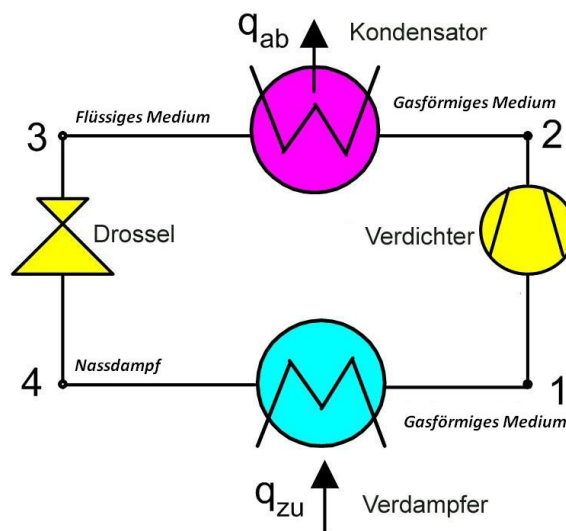 q_ab Kondensator
Flüssiges Medium
Gasförmiges Medium
3
2
Drossel
Verdichter
Nassdampf
4
1
Gasförmiges Medium
q_zu Verdampfer